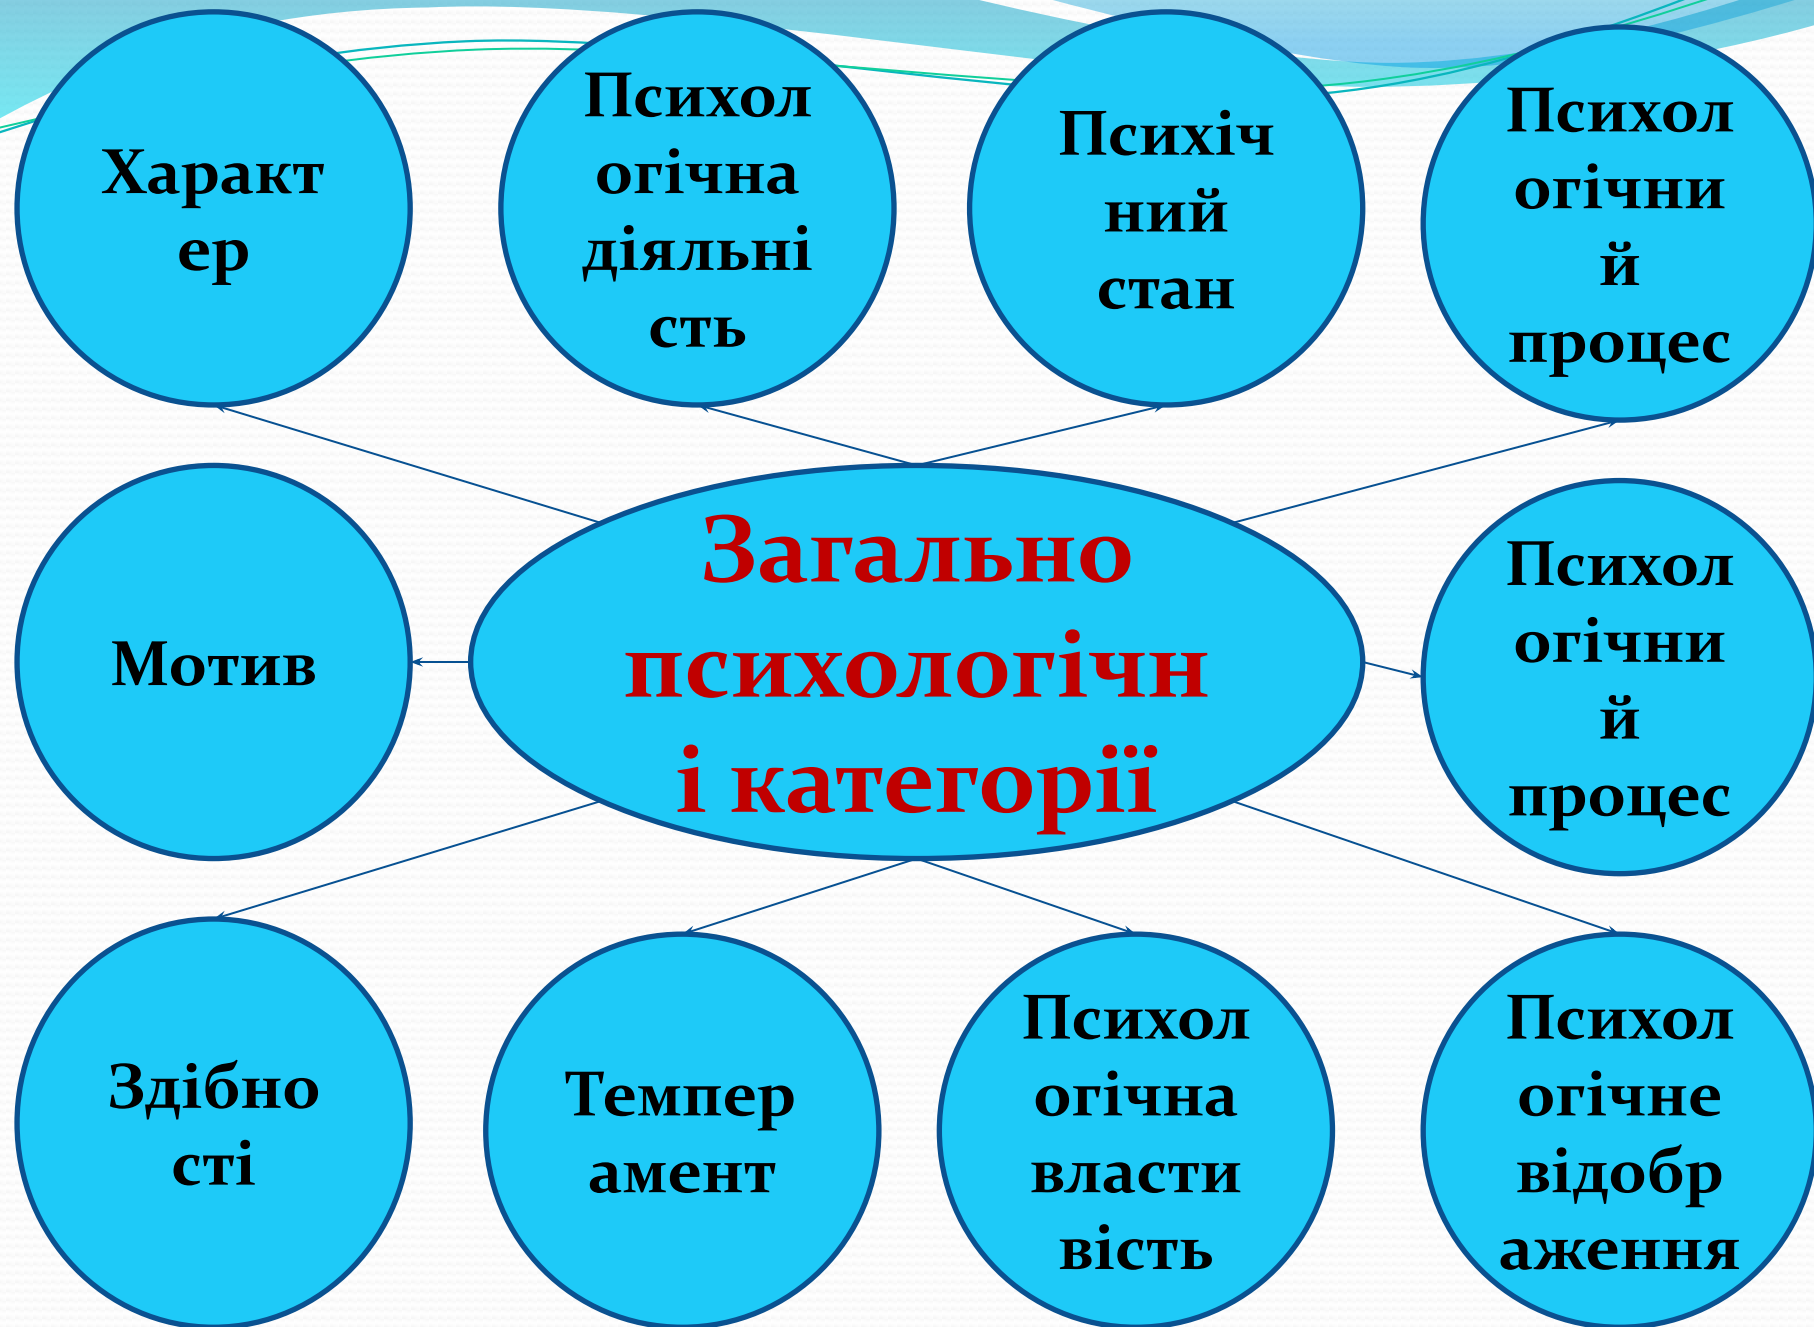 Характ
ер
Психол
огічна
діяльні
сть
Психіч
ний
стан
Психол
огічни
й
процес
Мотив
Загально
психологічн
і категорії
Психол
огічни
й
процес
Здібно
сті
Темпер
амент
Психол
огічна
власти
вість
Психол
огічне
відобр
аження